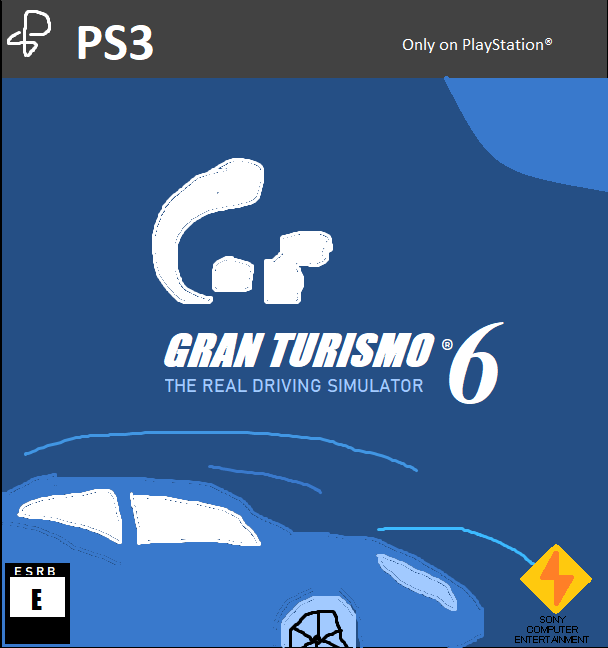 PS3
Only on PlayStation®
GRAN TURISMO ® 6
THE REAL DRIVING SIMULATOR
ESRB
E
SONY
COMPUTER
ENTERTAINMENT